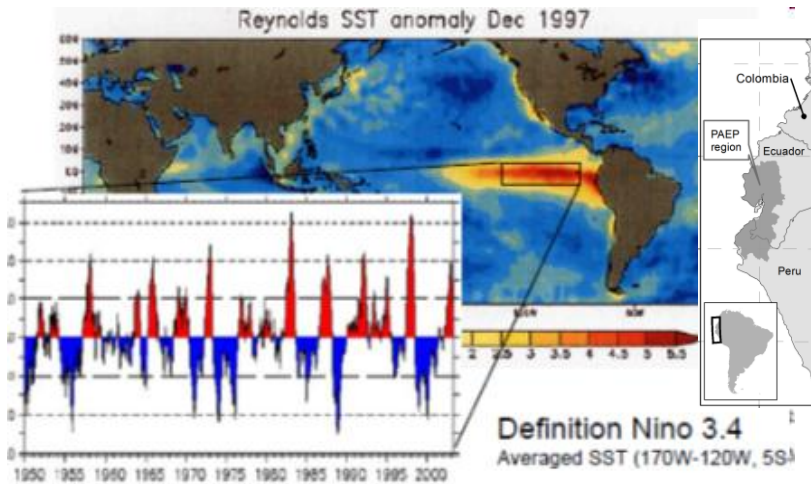 Reynolds SST anomaly Dec 1997
Colombia
PAEP
region
Ecuador
Peru
2 2.5 3 4 4.5 5 5.5
1950 1955 1960 1965 1970 1975 1980 1985 1990 1995 2000
Definition Nino 3.4
Averaged SST (170W-120W, 5S-